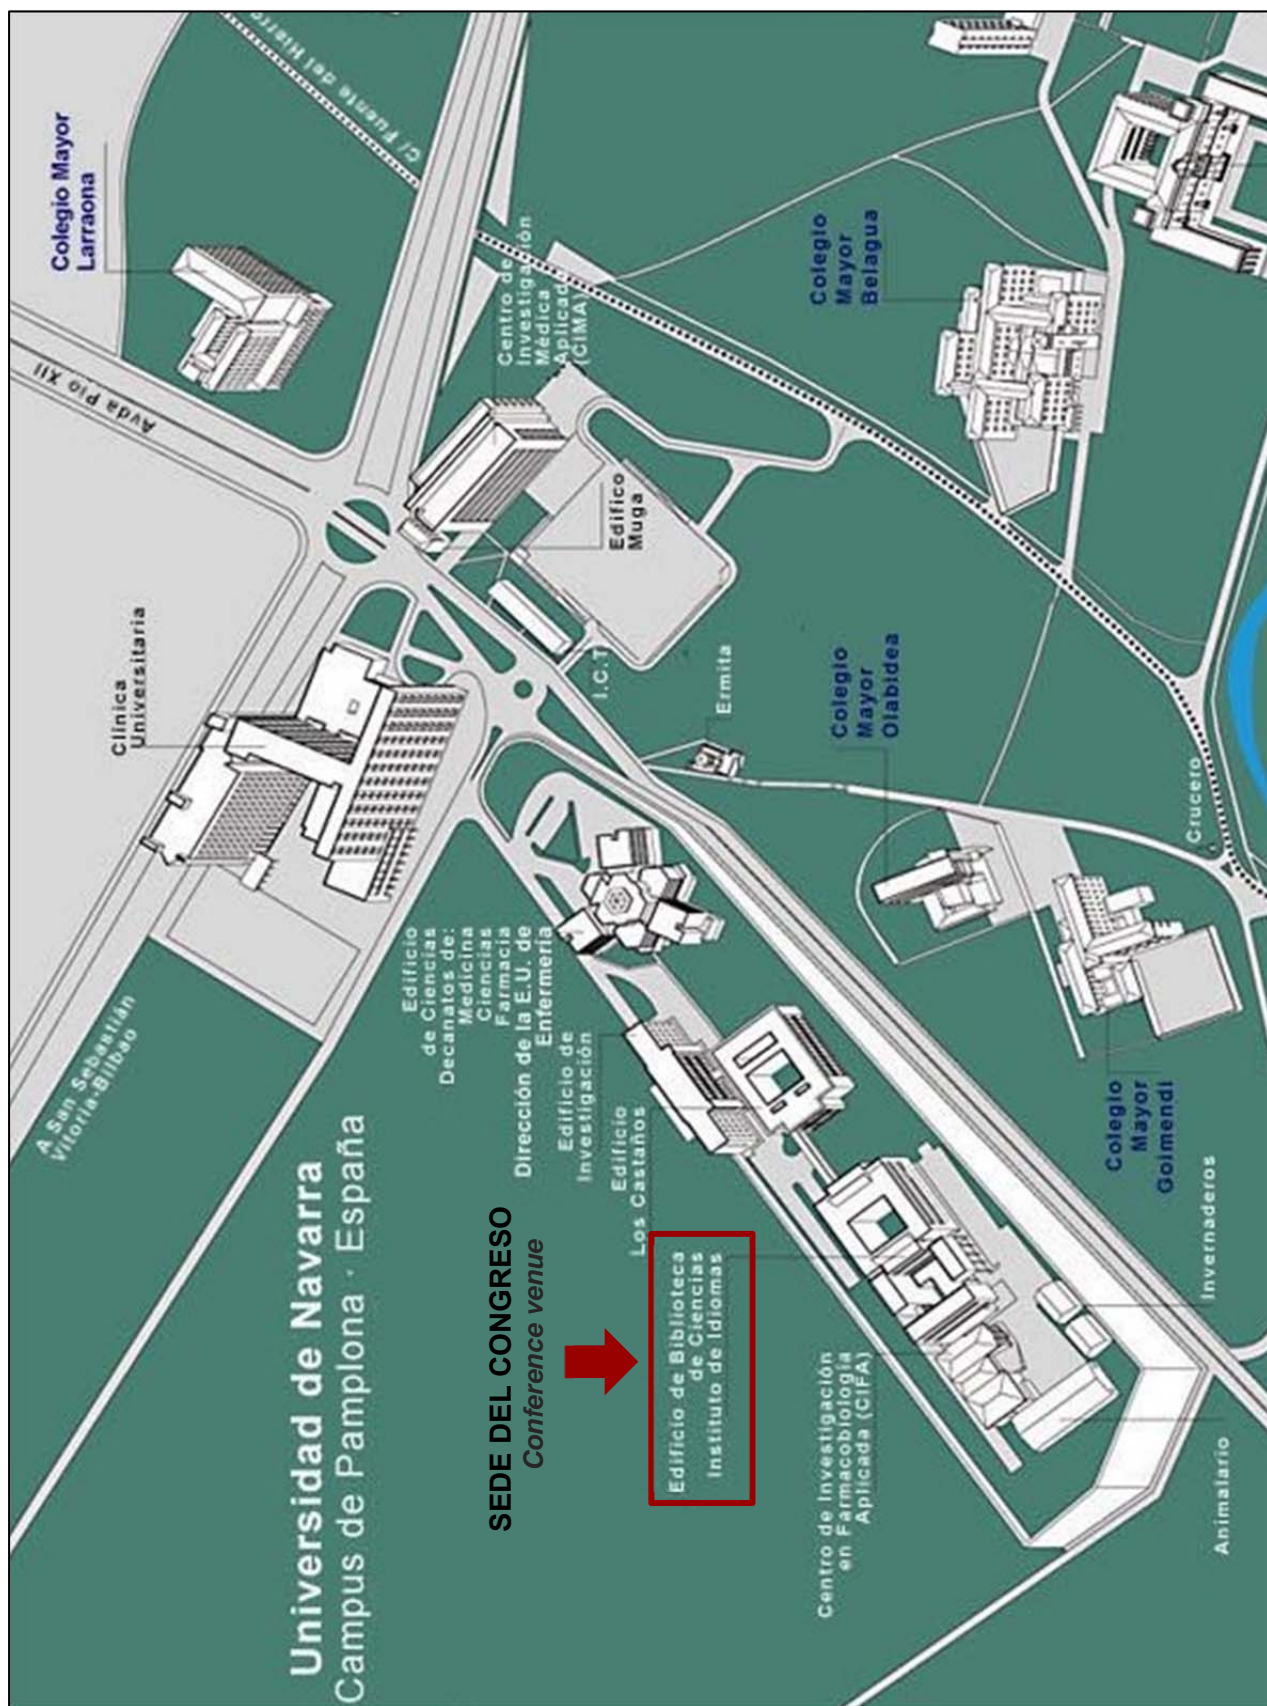 Universidad de Navarra
Campus de Pamplona · España
A San Sebastián
Vitoria-Bilbao
Clínica
Universitaria
Avda Pio XII
Colegio Mayor
Larraona
C/ Fuente del Hierro
SEDE DEL CONGRESO
Conference venue
Edificio
de Ciencias
Decanatos de:
Medicina
Ciencias
Farmacia
Dirección de la E.U. de
Enfermería
Edificio de
Investigación
Edificio
Los Castaños
Edificio de Biblioteca
de Ciencias
Instituto de Idiomas
Centro de Investigación
en Farmacobiología
Aplicada (CIFA)
Centro de
Investigación
Médica
Aplicada
(CIMA)
Edifico
Muga
I.C.T
Ermita
Colegio
Mayor
Belagua
Colegio
Mayor
Olabidea
Crucero
Colegio
Mayor
Goimendi
Invernaderos
Animalario